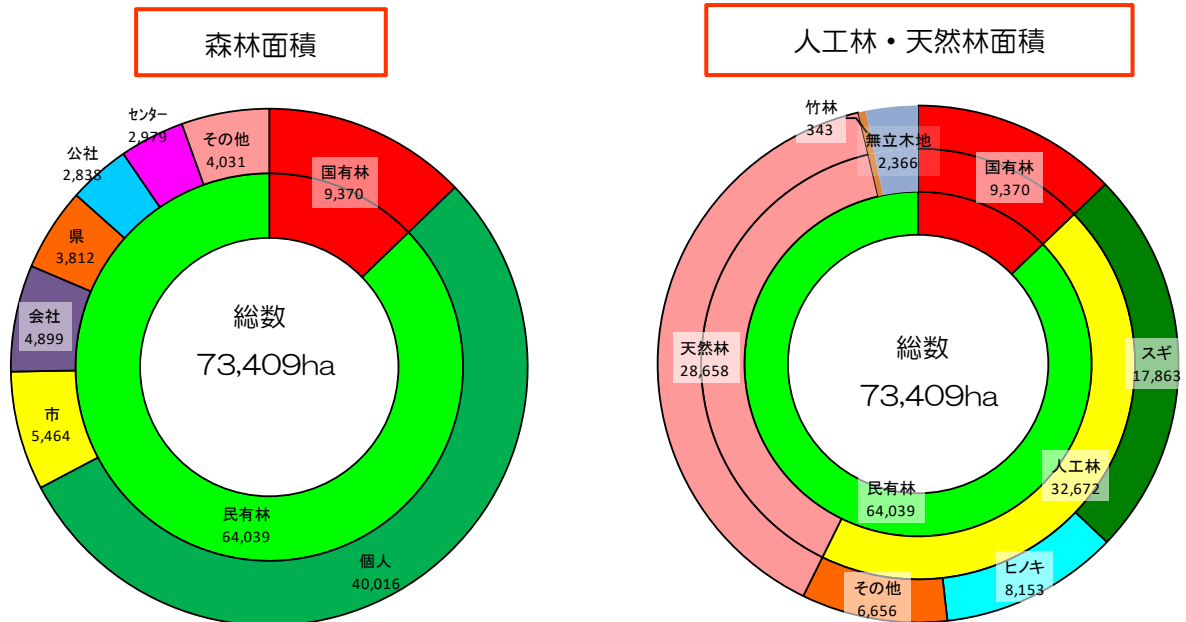 森林面積
センター
2,979
その他
4,031
公社
2,838
国有林
9,370
県
3,812
会社
4,899
総数
73,409ha
市
5,464
民有林
64,039
個人
40,016
人工林・天然林面積
竹林
343
無立木地
2,366
国有林
9,370
天然林
28,658
総数
73,409ha
スギ
17,863
人工林
32,672
民有林
64,039
ヒノキ
8,153
その他
6,656